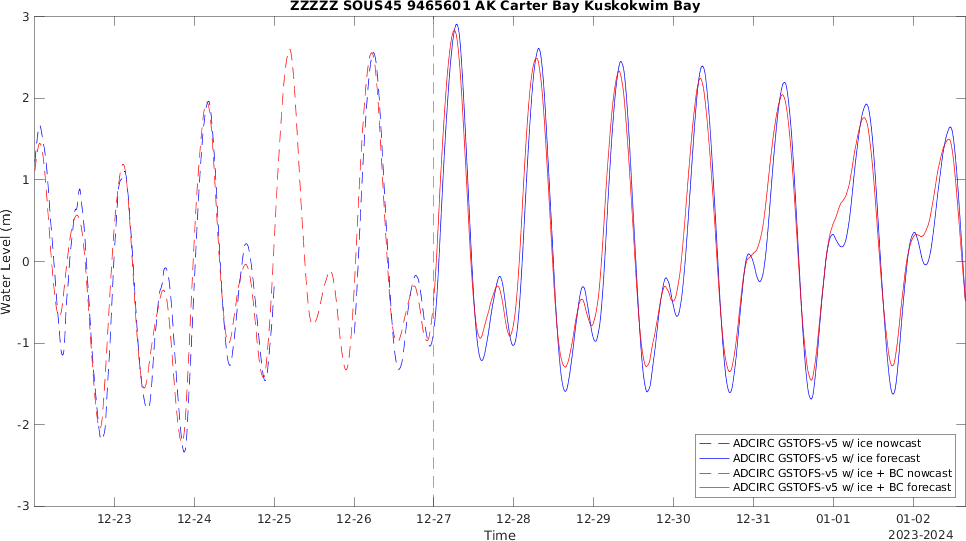 ZZZZZ SOUS45 9465601 AK Carter Bay Kuskokwim Bay
3
2
1
0
-1
-2
-3
Water Level (m)
ADCIRC GSTOFS-v5 w/ ice nowcast
ADCIRC GSTOFS-v5 w/ ice forecast
ADCIRC GSTOFS-v5 w/ ice + BC nowcast
ADCIRC GSTOFS-v5 w/ ice + BC forecast
12-23 12-24 12-25 12-26 12-27 12-28 12-29 12-30 12-31 01-01 01-02
Time
2023-2024